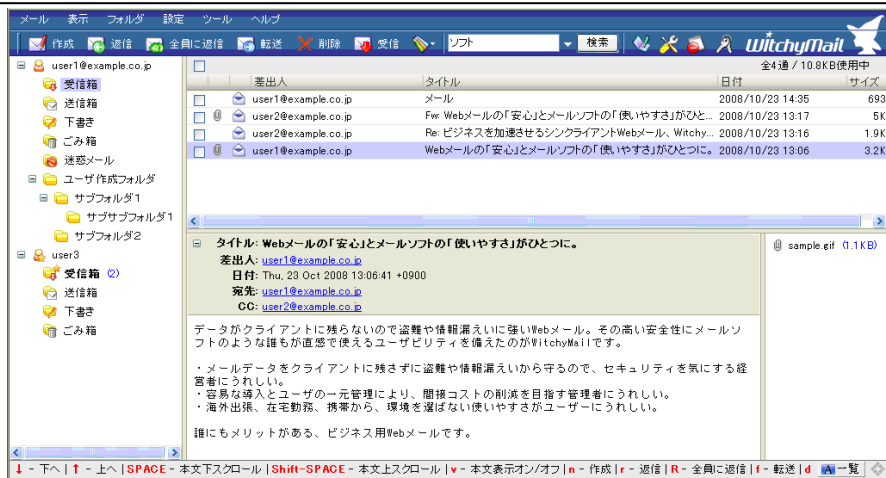 メール 表示 フォルダ 設定 ツール ヘルプ
作成 返信 全員に返信 転送 削除 受信 ソフト 検索 WitchyMail
user1@example.co.jp
受信箱
送信箱
下書き
ごみ箱
迷惑メール
ユーザ作成フォルダ
サブフォルダ1
サブサブフォルダ1
サブフォルダ2
user3
受信箱 (2)
送信箱
下書き
ごみ箱
全4通 / 10.8KB使用中
差出人 タイトル 日付 サイズ
user1@example.co.jp メール 2008/10/23 14:35 693
user2@example.co.jp Fw: Webメールの「安心」とメールソフトの「使いやすさ」がひと... 2008/10/23 13:17 5K
user2@example.co.jp Re: ビジネスを加速させるシンクライアントWebメール、Witchy... 2008/10/23 13:16 1.9K
user1@example.co.jp Webメールの「安心」とメールソフトの「使いやすさ」がひとつに。 2008/10/23 13:06 3.2K
タイトル: Webメールの「安心」とメールソフトの「使いやすさ」がひとつに。
差出人: user1@example.co.jp
日付: Thu, 23 Oct 2008 13:06:41 +0900
宛先: user1@example.co.jp
CC: user2@example.co.jp
sample.gif (1.1KB)
データがクライアントに残らないので盗難や情報漏えいに強いWebメール。その高い安全性にメールソ
フトのような誰もが直感で使えるユーザビリティを備えたのがWitchyMailです。
・メールデータをクライアントに残さずに盗難や情報漏えいから守るので、セキュリティを気にする経
営者にうれしい。
・容易な導入とユーザの一元管理により、間接コストの削減を目指す管理者にうれしい。
・海外出張、在宅勤務、携帯から、環境を選ばない使いやすさがユーザーにうれしい。
誰にもメリットがある、ビジネス用Webメールです。
↓ - 下へ | ↑ - 上へ | SPACE - 本文下スクロール | Shift-SPACE - 本文上スクロール | v - 本文表示オン/オフ | n - 作成 | r - 返信 | R - 全員に返信 | f - 転送 | d A 一覧